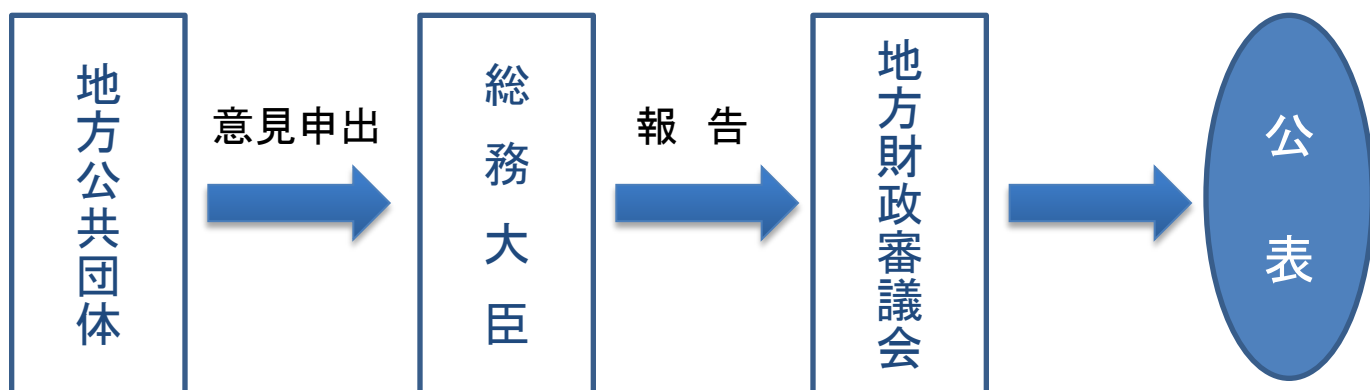 地方公共団体
意見申出
総務大臣
報 告
地方財政審議会
公表